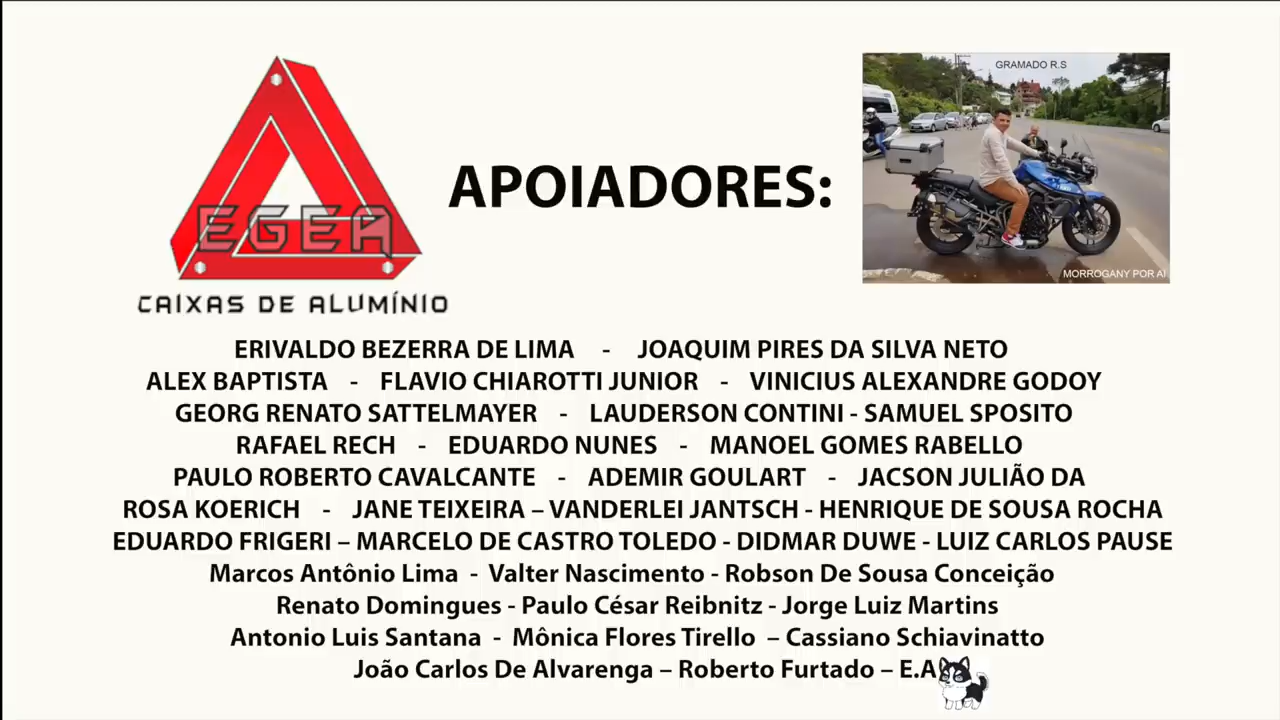 EGEA
CAIXAS DE ALUMÍNIO
APOIADORES:
GRAMADO R.S
MORROGANY POR AI
ERIVALDO BEZERRA DE LIMA - JOAQUIM PIRES DA SILVA NETO
ALEX BAPTISTA - FLAVIO CHIAROTTI JUNIOR - VINICIUS ALEXANDRE GODOY
GEORG RENATO SATTELMAYER - LAUDERSON CONTINI - SAMUEL SPOSITO
RAFAEL RECH - EDUARDO NUNES - MANOEL GOMES RABELLO
PAULO ROBERTO CAVALCANTE - ADEMIR GOULART - JACSON JULIÃO DA
ROSA KOERICH - JANE TEIXEIRA – VANDERLEI JANTSCH - HENRIQUE DE SOUSA ROCHA
EDUARDO FRIGERI – MARCELO DE CASTRO TOLEDO - DIDMAR DUWE - LUIZ CARLOS PAUSE
Marcos Antônio Lima - Valter Nascimento - Robson De Sousa Conceição
Renato Domingues - Paulo César Reibnitz - Jorge Luiz Martins
Antonio Luis Santana - Mônica Flores Tirello – Cassiano Schiavinatto
João Carlos De Alvarenga – Roberto Furtado – E.A